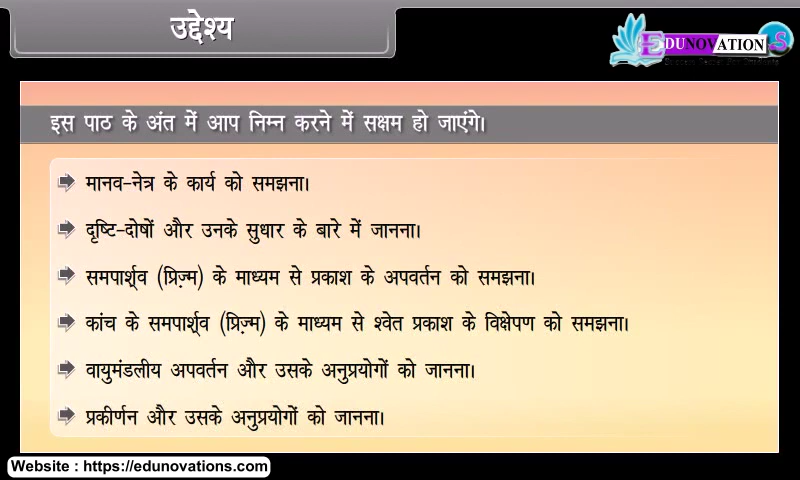 उद्देश्य
EDUNOVATIONS
इस पाठ के अंत में आप निम्न करने में सक्षम हो जाएंगे।
मानव-नेत्र के कार्य को समझना।
दृष्टि-दोषों और उनके सुधार के बारे में जानना।
समपार्श्र्व (प्रिज़्म) के माध्यम से प्रकाश के अपवर्तन को समझना।
कांच के समपार्श्र्व (प्रिज़्म) के माध्यम से श्वेत प्रकाश के विक्षेपण को समझना।
वायुमंडलीय अपवर्तन और उसके अनुप्रयोगों को जानना।
प्रकीर्णन और उसके अनुप्रयोगों को जानना।
Website : https://edunovations.com